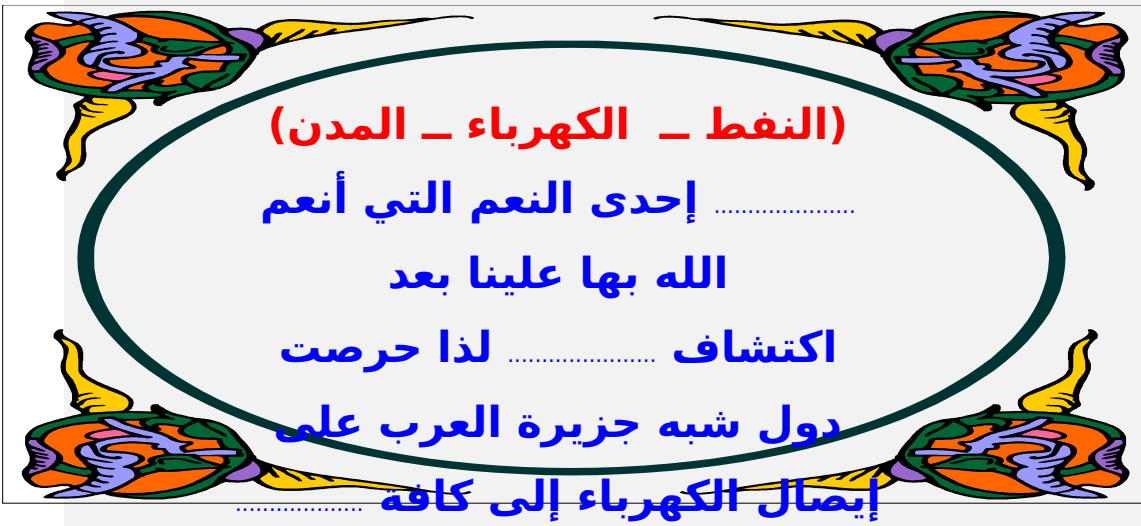 (النفط ــ الكهرباء ــ المدن)
..................... إحدى النعم التي أنعم
الله بها علينا بعد
اكتشاف ...................... لذا حرصت
دول شبه جزيرة العرب على
إيصال الكهرباء إلى كافة ...................